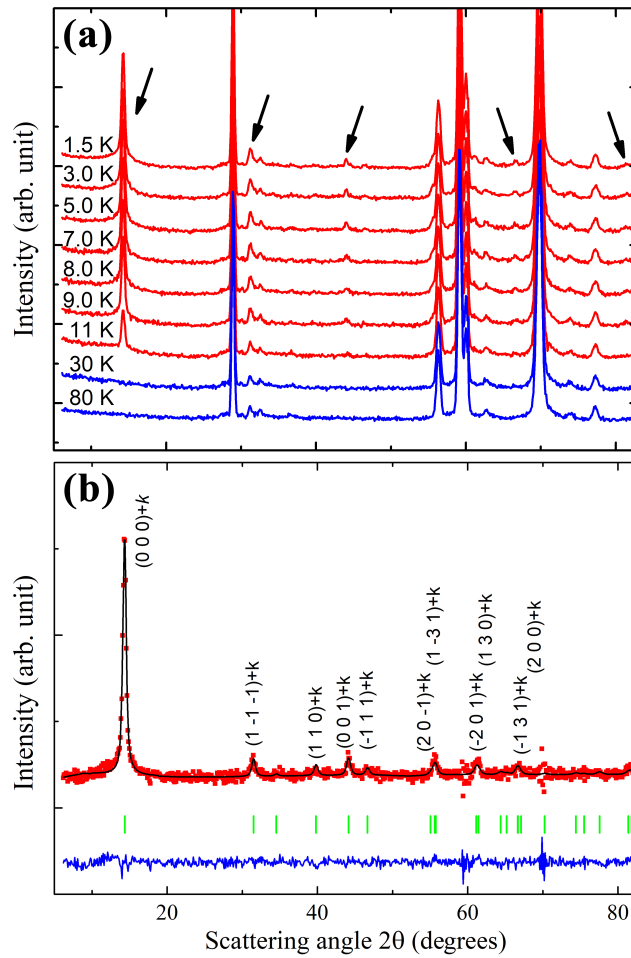 (a)
Intensity (arb. unit)
1.5 K
3.0 K
5.0 K
7.0 K
8.0 K
9.0 K
11 K
30 K
80 K
(b)
Intensity (arb. unit)
(0 0 0)+k
(1 -1 -1)+k
(1 1 0)+k
(0 0 1)+k
(-1 1 1)+k
(2 0 -1)+k
(1 -3 1)+k
(-2 0 1)+k
(1 3 0)+k
(-1 3 1)+k
(2 0 0)+k
20 40 60 80
Scattering angle 2θ (degrees)